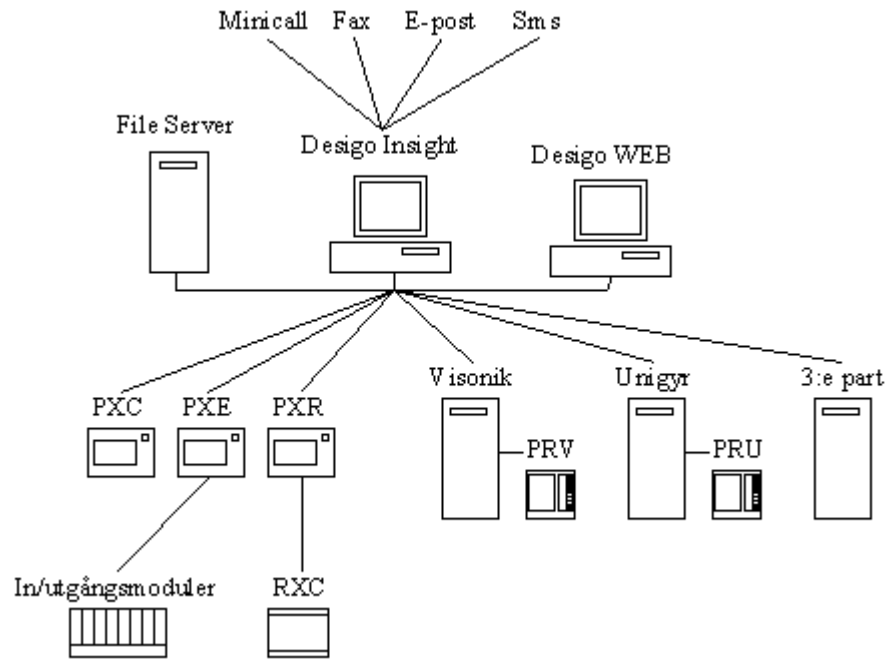 Minicall Fax E-post Sms
File Server
Desigo Insight
Desigo WEB
Visonik Unigyr 3:e part
PXC PXE PXR
PRV PRU
In/utgångsmoduler RXC